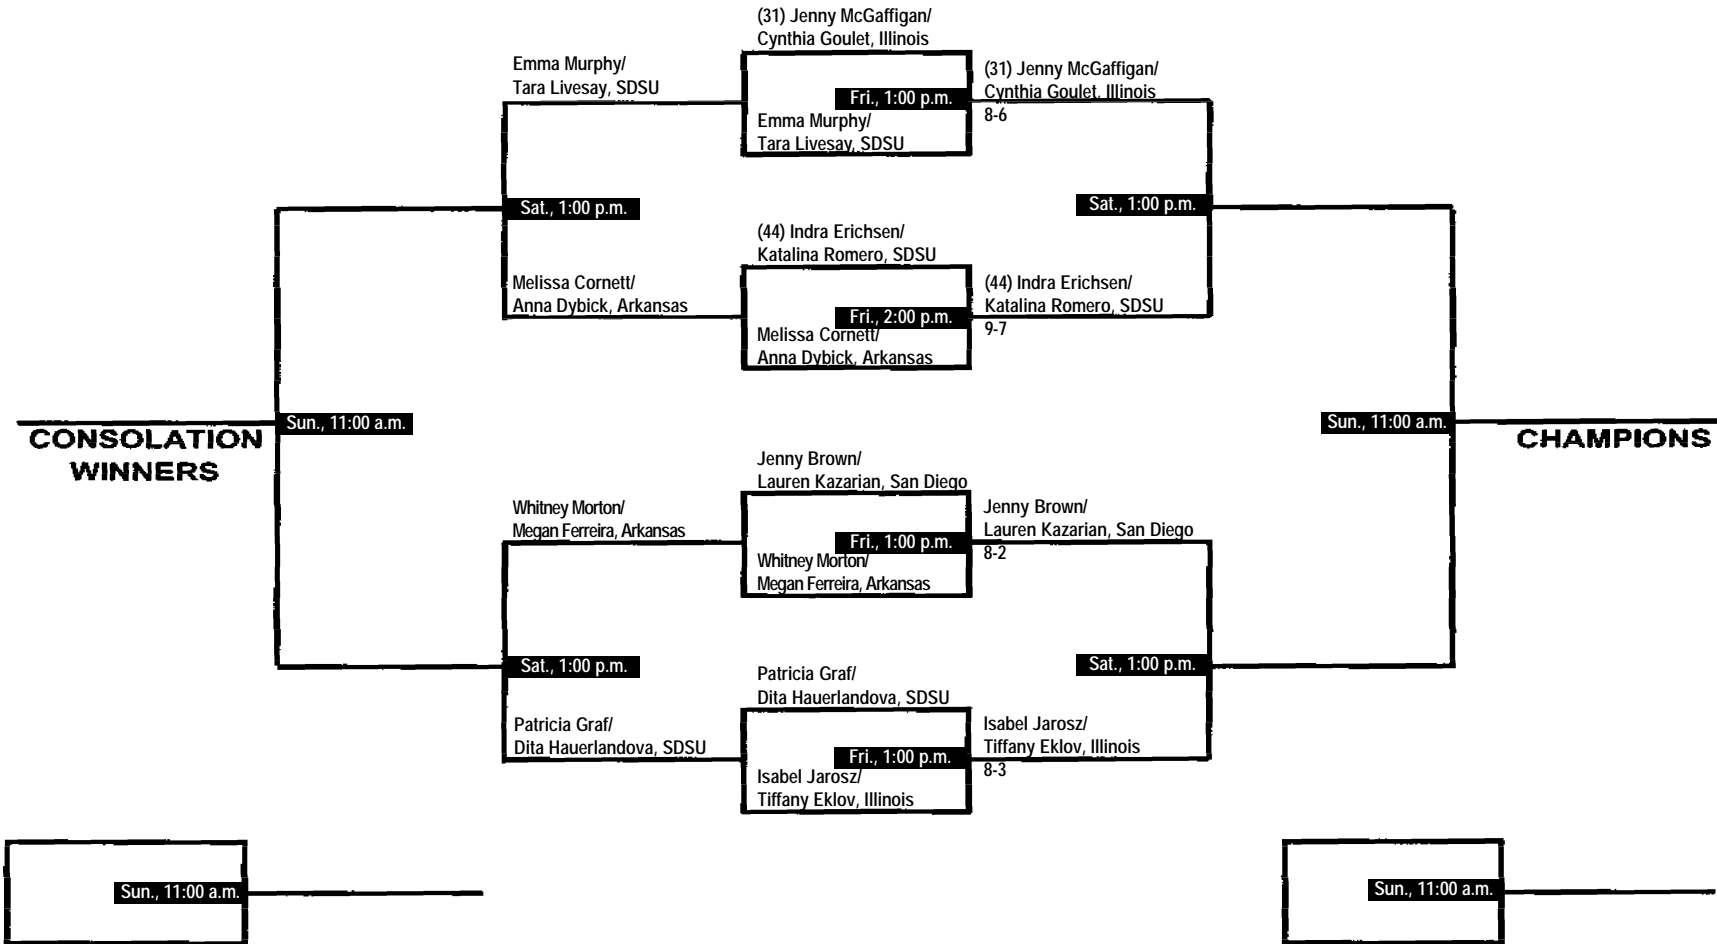 (31) Jenny McGaffigan/
Cynthia Goulet, Illinois
Emma Murphy/
Tara Livesay, SDSU
(31) Jenny McGaffigan/
Cynthia Goulet, Illinois
8-6
Fri., 1:00 p.m.
Emma Murphy/
Tara Livesay, SDSU
Sat., 1:00 p.m.
Sat., 1:00 p.m.
(44) Indra Erichsen/
Katalina Romero, SDSU
Melissa Cornett/
Anna Dybick, Arkansas
(44) Indra Erichsen/
Katalina Romero, SDSU
9-7
Fri., 2:00 p.m.
Melissa Cornett/
Anna Dybick, Arkansas
Sun., 11:00 a.m.
Sun., 11:00 a.m.
CONSOLATION
WINNERS
CHAMPIONS
Jenny Brown/
Lauren Kazarian, San Diego
Whitney Morton/
Megan Ferreira, Arkansas
Jenny Brown/
Lauren Kazarian, San Diego
8-2
Fri., 1:00 p.m.
Whitney Morton/
Megan Ferreira, Arkansas
Sat., 1:00 p.m.
Sat., 1:00 p.m.
Patricia Graf/
Dita Hauerlandova, SDSU
Patricia Graf/
Dita Hauerlandova, SDSU
Isabel Jarosz/
Tiffany Eklov, Illinois
8-3
Fri., 1:00 p.m.
Isabel Jarosz/
Tiffany Eklov, Illinois
Sun., 11:00 a.m.
Sun., 11:00 a.m.